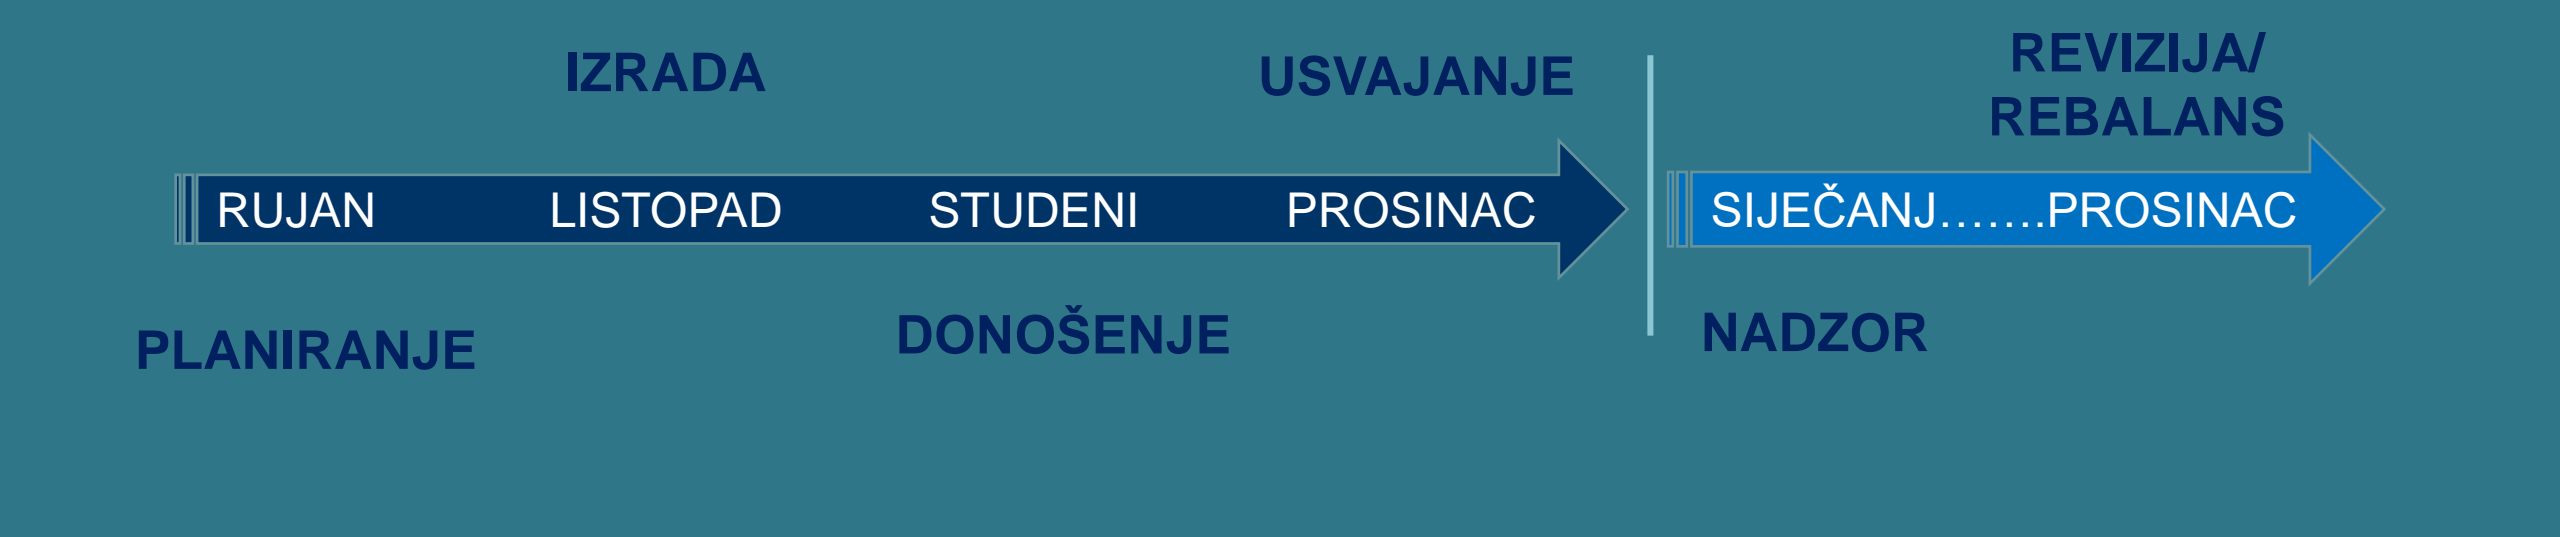 IZRADA
USVAJANJE
REVIZIJA/
REBALANS
RUJAN LISTOPAD STUDENI PROSINAC
SIJEČANJ…….PROSINAC
PLANIRANJE
DONOŠENJE
NADZOR